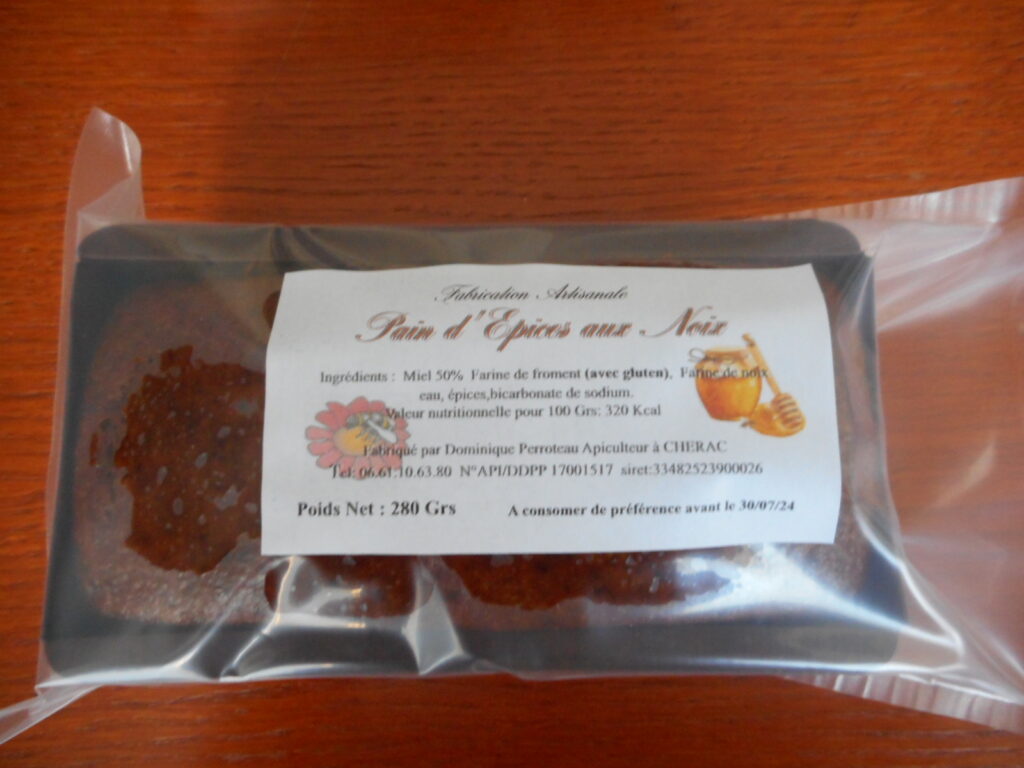 Fabrication Artisanale
Pain d'Epices aux Noix
Ingrédients : Miel 50% Farine de froment (avec gluten), Farine de noix
eau, épices,bicarbonate de sodium.
Valeur nutritionnelle pour 100 Grs: 320 Kcal
Fabriqué par Dominique Perroteau Apiculteur à CHERAC
Tel: 06.61.10.63.80 N°API/DDPP 17001517 siret:33482523900026
Poids Net : 280 Grs A consomer de préférence avant le 30/07/24